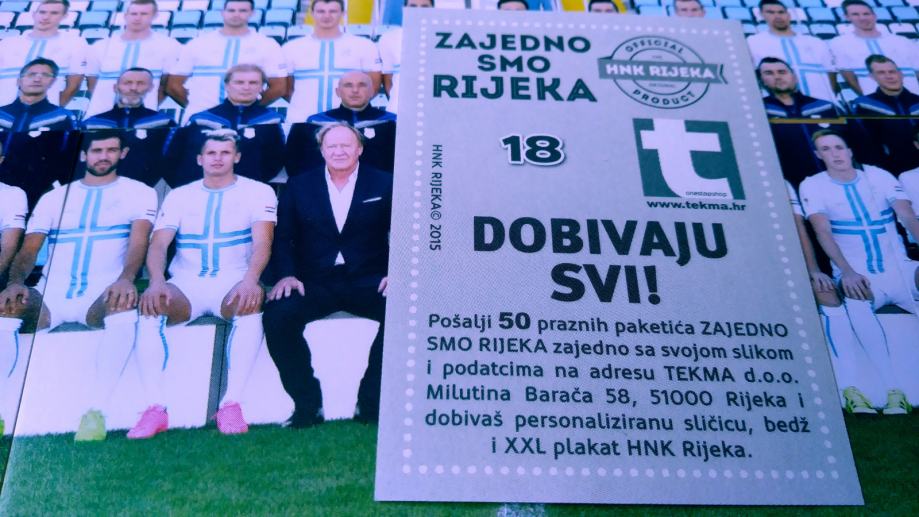 ZAJEDNO
SMO
RIJEKA
OFFICIAL
THE
HNK RIJEKA
ORIGINAL
PRODUCT
18
t
onestopshop
www.tekma.hr
HNK RIJEKA © 2015
DOBIVAJU
SVI!
Pošalji 50 praznih paketića ZAJEDNO
SMO RIJEKA zajedno sa svojom slikom
i podatcima na adresu TEKMA d.o.o.
Milutina Barača 58, 51000 Rijeka i
dobivaš personaliziranu sličicu, bedž
i XXL plakat HNK Rijeka.